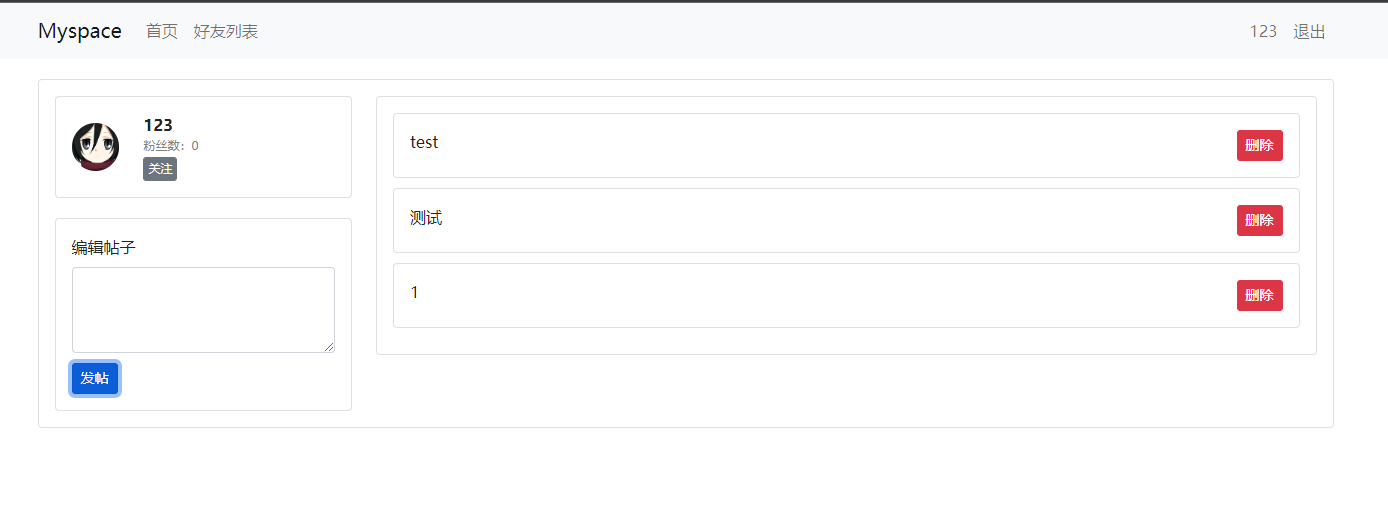 Myspace 首页 好友列表 123 退出
123
粉丝数：0
关注
编辑帖子
发帖
test 删除
测试 删除
1 删除